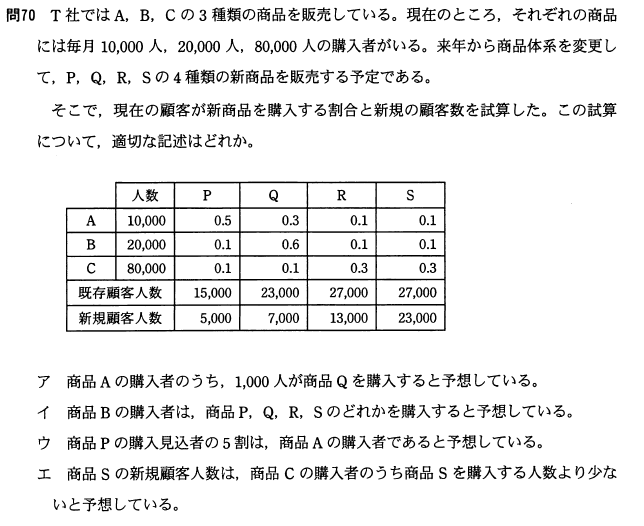 問70 T社ではA，B，Cの3種類の商品を販売している。現在のところ，それぞれの商品
には毎月10,000人，20,000人，80,000人の購入者がいる。来年から商品体系を変更し
て，P，Q，R，Sの4種類の新商品を販売する予定である。
そこで，現在の顧客が新商品を購入する割合と新規の顧客数を試算した。この試算
について，適切な記述はどれか。
人数 P Q R S
A 10,000 0.5 0.3 0.1 0.1
B 20,000 0.1 0.6 0.1 0.1
C 80,000 0.1 0.1 0.3 0.3
既存顧客人数 15,000 23,000 27,000 27,000
新規顧客人数 5,000 7,000 13,000 23,000
ア 商品Aの購入者のうち，1,000人が商品Qを購入すると予想している。
イ 商品Bの購入者は，商品P，Q，R，Sのどれかを購入すると予想している。
ウ 商品Pの購入見込者の5割は，商品Aの購入者であると予想している。
エ 商品Sの新規顧客人数は，商品Cの購入者のうち商品Sを購入する人数より少な
いと予想している。